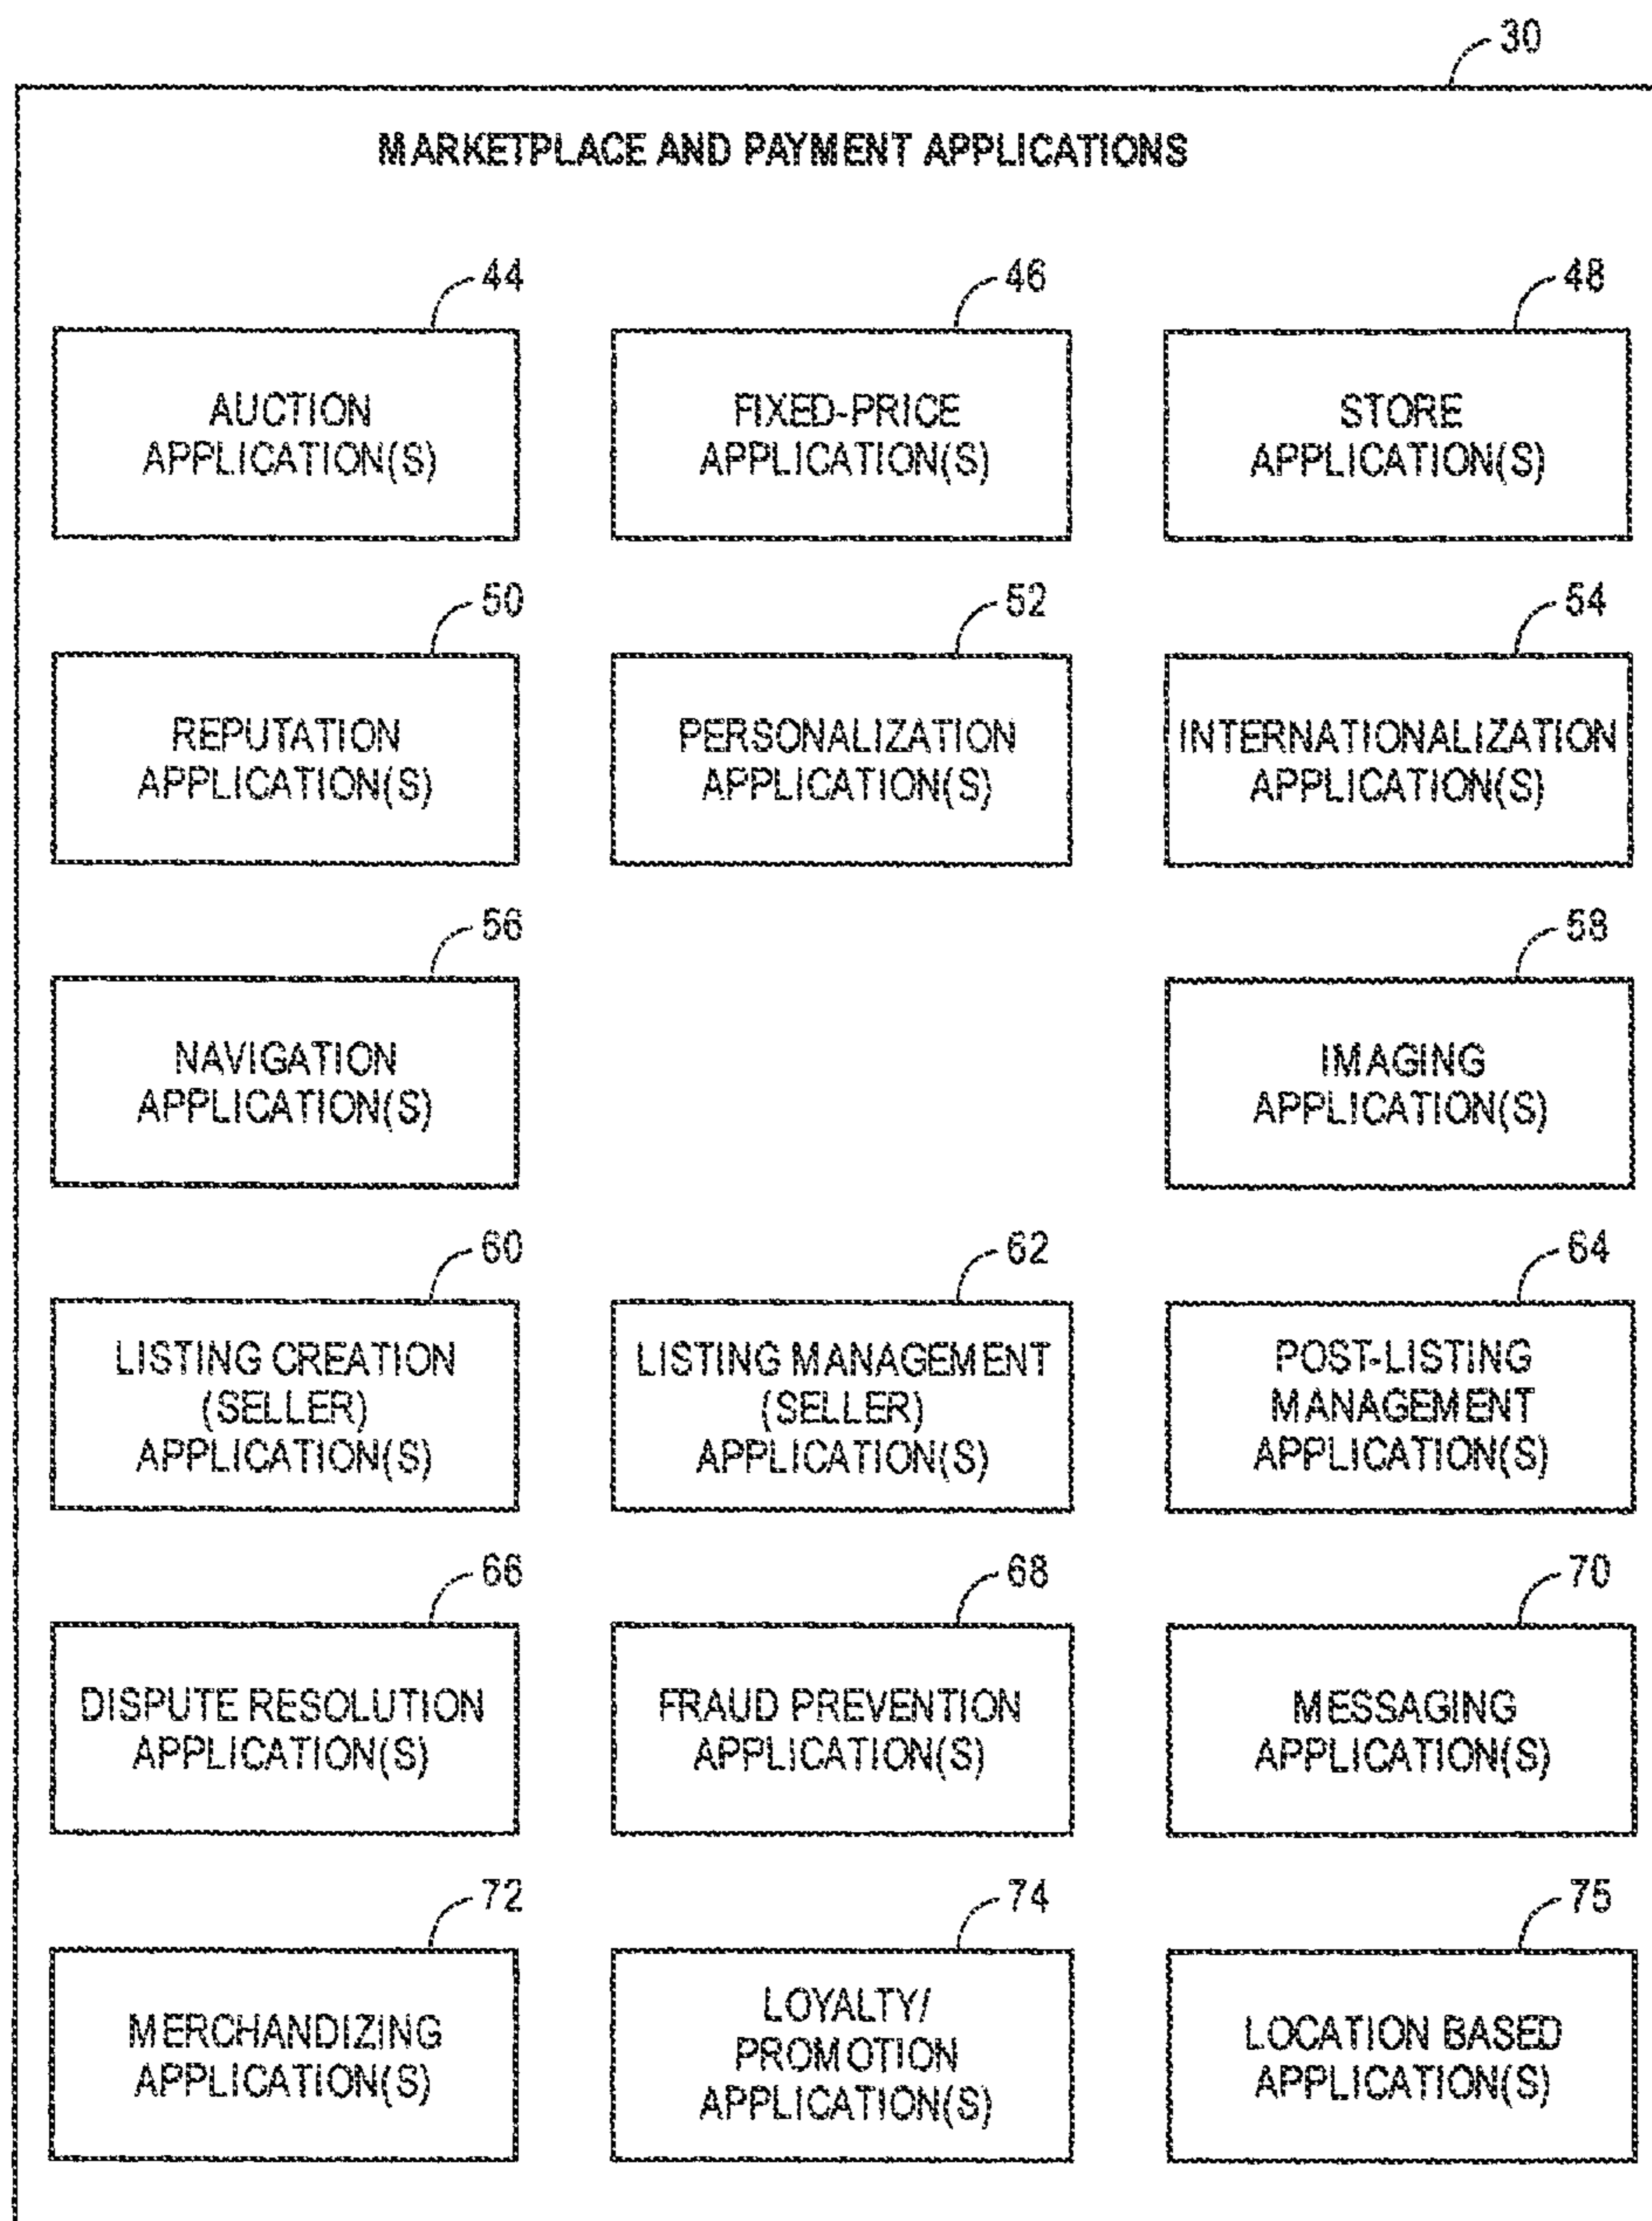 30
MARKETPLACE AND PAYMENT APPLICATIONS
44
46
48
AUCTION
APPLICATION(S)
FIXED-PRICE
APPLICATION(S)
STORE
APPLICATION(S)
50
52
54
REPUTATION
APPLICATION(S)
PERSONALIZATION
APPLICATION(S)
INTERNATIONALIZATION
APPLICATION(S)
56
58
NAVIGATION
APPLICATION(S)
IMAGING
APPLICATION(S)
60
62
64
LISTING CREATION
(SELLER)
APPLICATION(S)
LISTING MANAGEMENT
(SELLER)
APPLICATION(S)
POST-LISTING
MANAGEMENT
APPLICATION(S)
66
68
70
DISPUTE RESOLUTION
APPLICATION(S)
FRAUD PREVENTION
APPLICATION(S)
MESSAGING
APPLICATION(S)
72
74
75
MERCHANDIZING
APPLICATION(S)
LOYALTY/
PROMOTION
APPLICATION(S)
LOCATION BASED
APPLICATION(S)